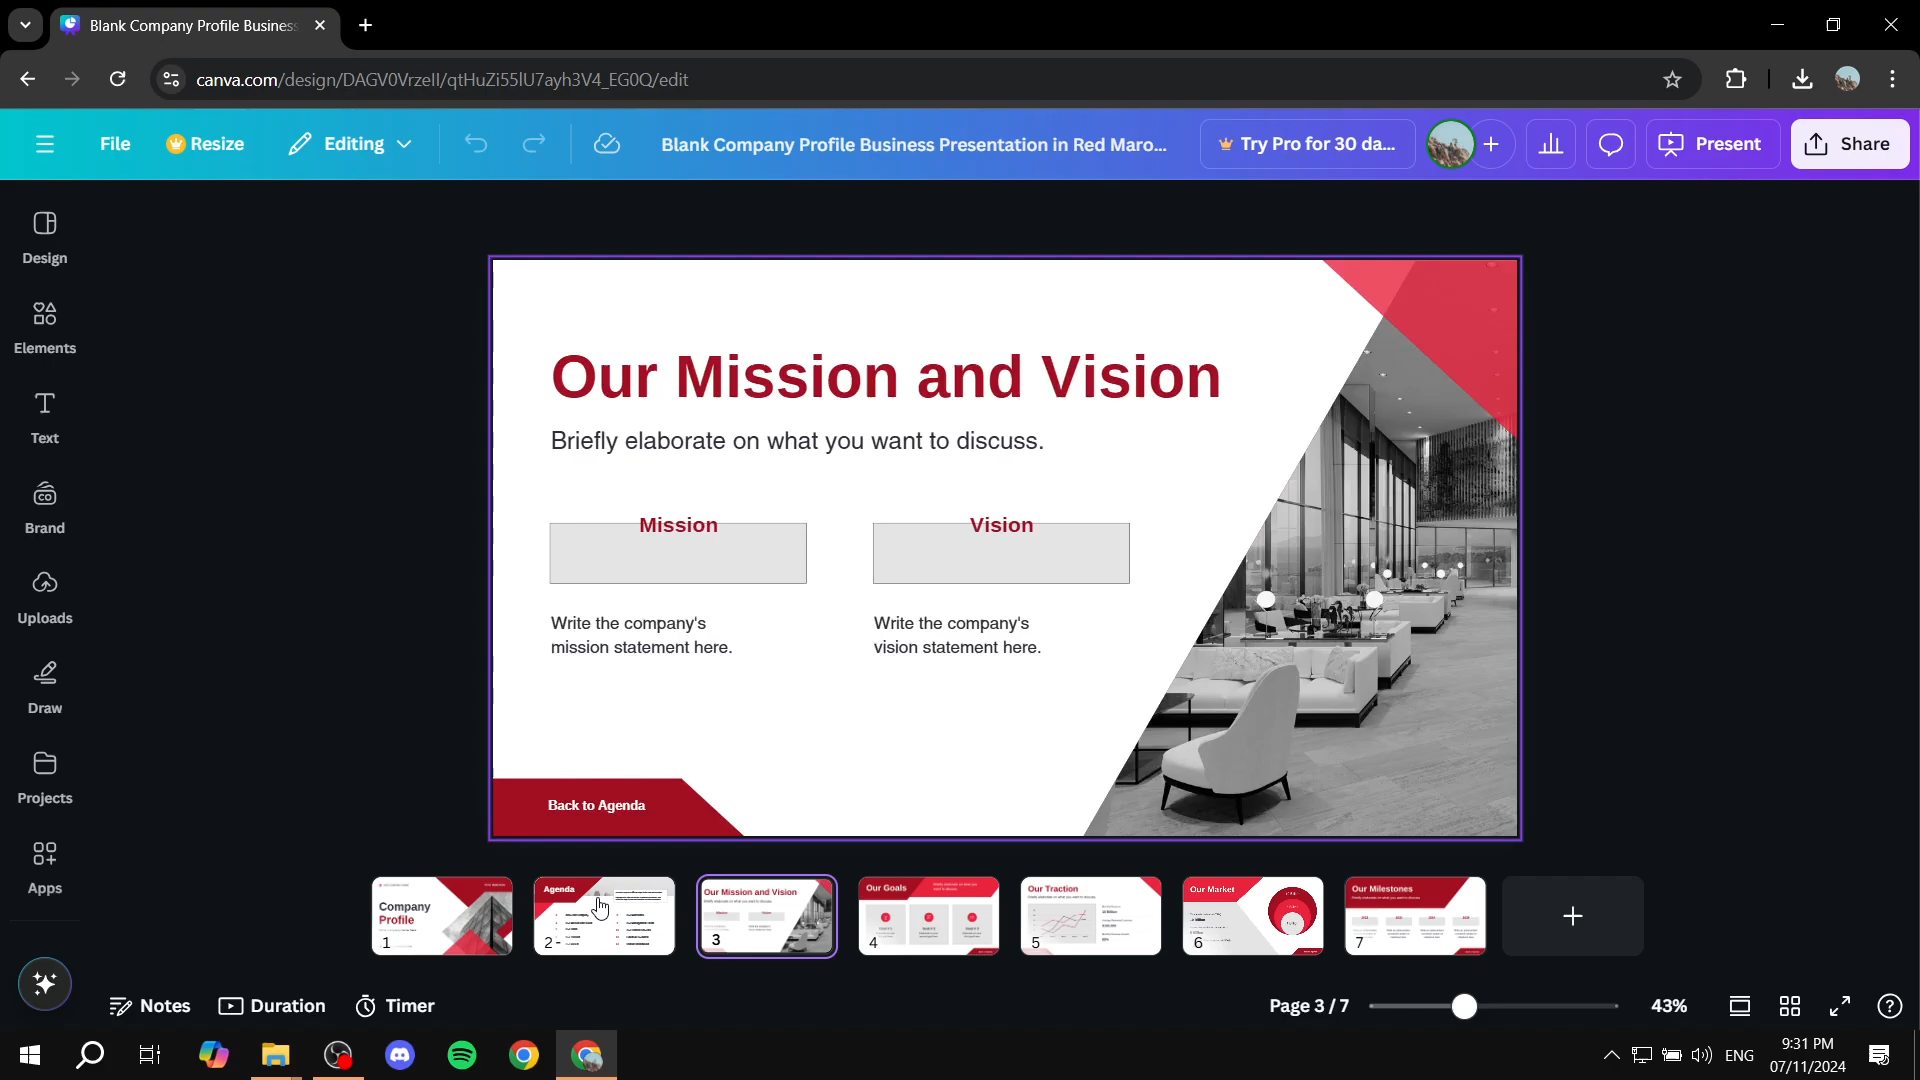 Blank Company Profile Business
canva.com/design/DAGV0VrzeII/qtHuZi55lU7ayh3V4_EG0Q/edit
File
Resize
Editing
Blank Company Profile Business Presentation in Red Maro...
Try Pro for 30 da...
Present
Share
Design
Elements
Text
Brand
Uploads
Draw
Projects
Apps
Our Mission and Vision
Briefly elaborate on what you want to discuss.
Mission
Vision
Write the company's
mission statement here.
Write the company's
vision statement here.
Back to Agenda
Company
Profile
1
Agenda
2
Our Mission and Vision
3
Our Goals
4
Our Traction
5
Our Market
6
Our Milestones
7
Notes
Duration
Timer
Page 3 / 7
43%
ENG
9:31 PM
07/11/2024